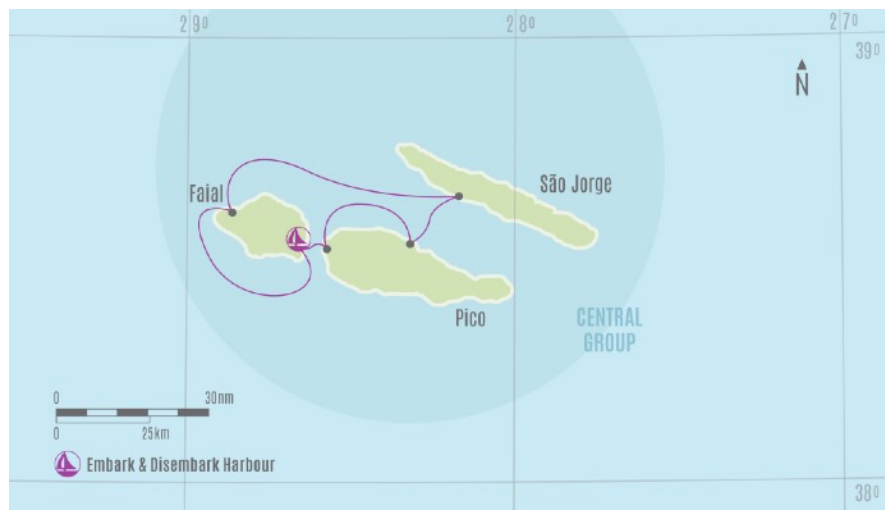 29º
28º
27º
39º
N
São Jorge
Faial
Pico
CENTRAL
GROUP
0
30nm
0
25km
Embark & Disembark Harbour
38º